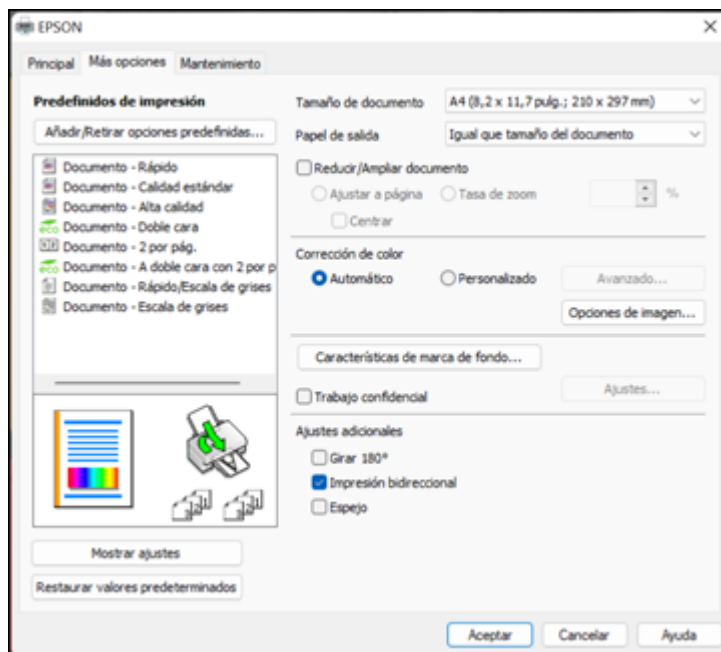 EPSON
Principal
Más opciones
Mantenimiento
Predefinidos de impresión
Añadir/Retirar opciones predefinidas...
Documento - Rápido
Documento - Calidad estándar
Documento - Alta calidad
Documento - Doble cara
Documento - 2 por pág.
Documento - A doble cara con 2 por p
Documento - Rápido/Escala de grises
Documento - Escala de grises
Mostrar ajustes
Restaurar valores predeterminados
Tamaño de documento
A4 (8,2 x 11,7 pulg.; 210 x 297 mm)
Papel de salida
Igual que tamaño del documento
Reducir/Ampliar documento
Ajustar a página
Tasa de zoom
%
Centrar
Corrección de color
Automático
Personalizado
Avanzado...
Opciones de imagen...
Características de marca de fondo...
Trabajo confidencial
Ajustes...
Ajustes adicionales
Girar 180°
Impresión bidireccional
Espejo
Aceptar
Cancelar
Ayuda